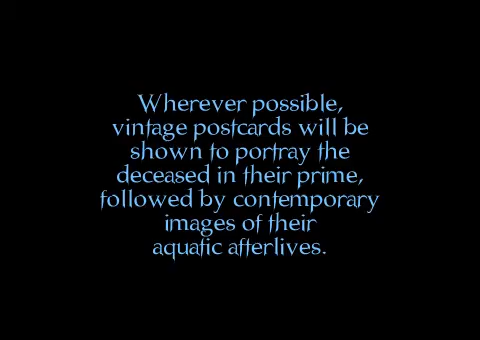 Wherever possible,
vintage postcards will be
shown to portray the
deceased in their prime,
followed by contemporary
images of their
aquatic afterlives.